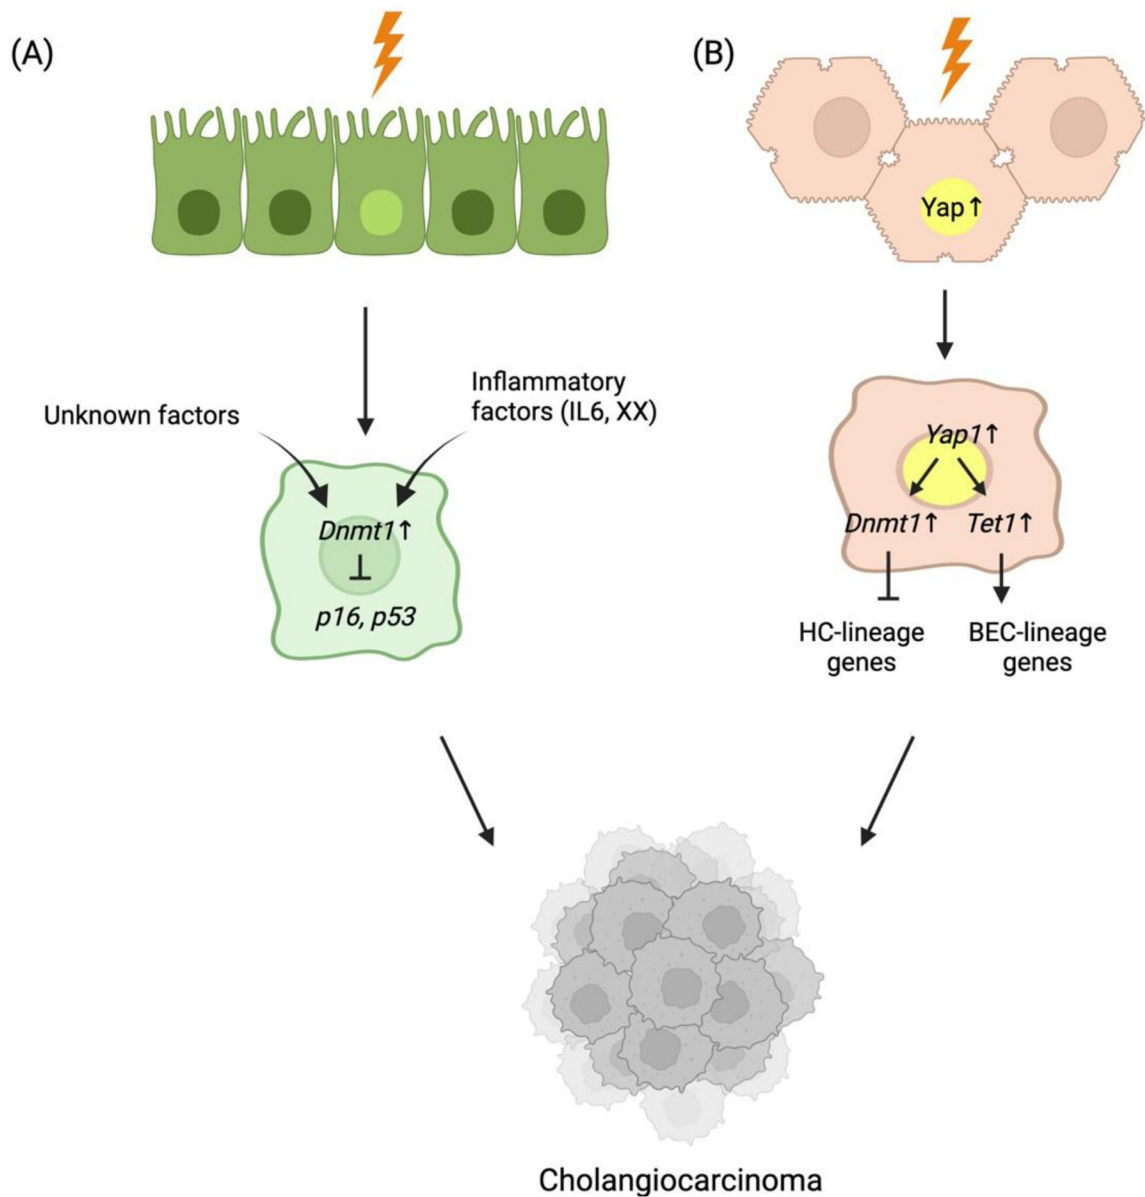 (A)
(B)
Yap↑
Unknown factors
Inflammatory
factors (IL6, XX)
Dnmt1↑
p16, p53
Yap1↑
Dnmt1↑
Tet1↑
HC-lineage
genes
BEC-lineage
genes
Cholangiocarcinoma